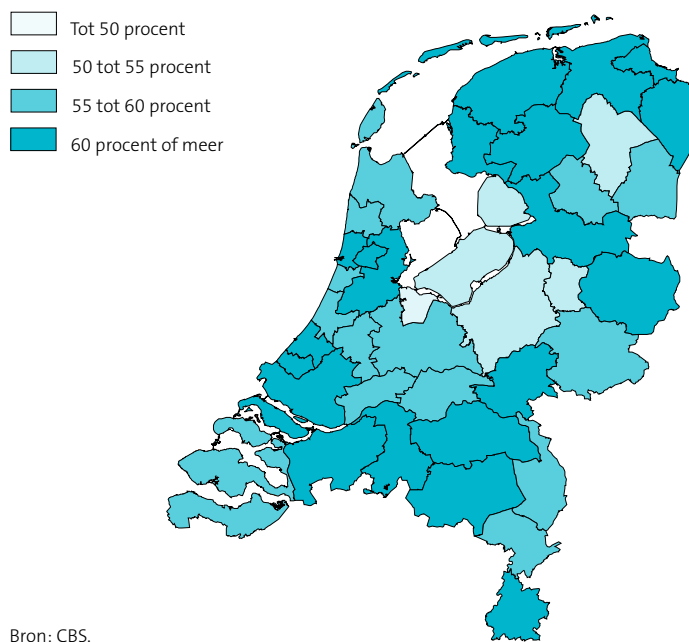 Tot 50 procent
50 tot 55 procent
55 tot 60 procent
60 procent of meer
Bron: CBS.